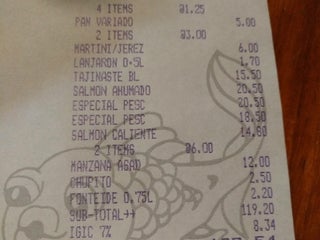 4 ITEMS @1.25
PAN VARIADO 5.00
2 ITEMS @3.00
MARTINI/JEREZ 6.00
LANJARON 0.5L 1.70
TAJINASTE BL 15.50
SALMON AHUMADO 20.50
ESPECIAL PESC 20.50
ESPECIAL PESC 18.50
SALMON CALIENTE 14.80
2 ITEMS @6.00
MANZANA ASAD 12.00
CHUPITO 2.50
FONTEIDE 0.75L 2.20
SUB-TOTAL++ 119.20
IGIC 7% 8.34